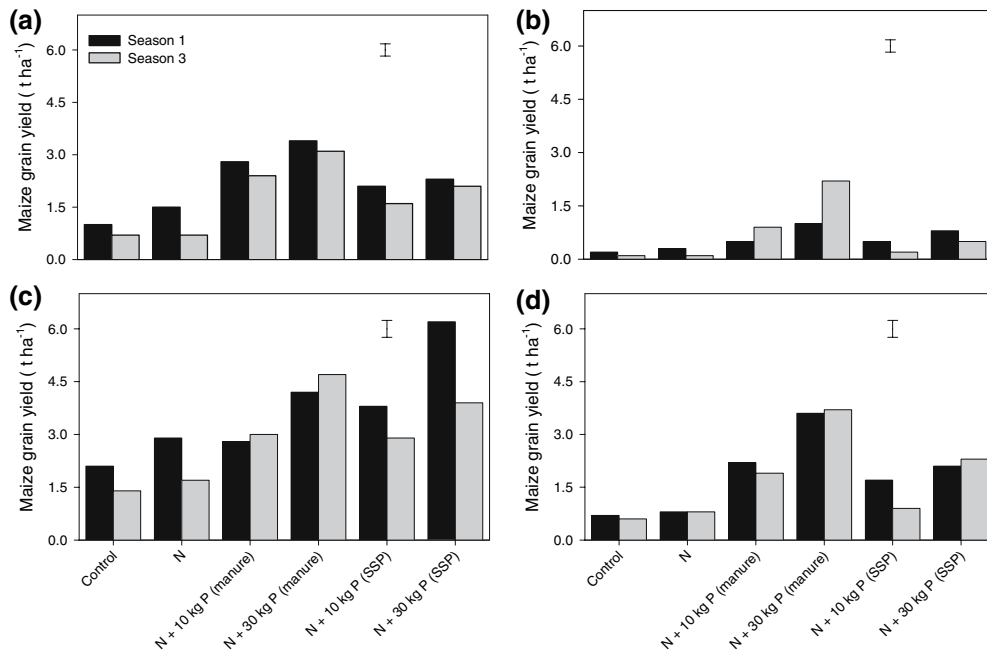 (a)
Season 1
Season 3
6.0
4.5
3.0
1.5
0.0
Maize grain yield ( t ha⁻¹)
(b)
6.0
4.5
3.0
1.5
0.0
Maize grain yield ( t ha⁻¹)
(c)
6.0
4.5
3.0
1.5
0.0
Maize grain yield ( t ha⁻¹)
Control
N
N + 10 kg P (manure)
N + 30 kg P (manure)
N + 10 kg P (SSP)
N + 30 kg P (SSP)
(d)
6.0
4.5
3.0
1.5
0.0
Maize grain yield ( t ha⁻¹)
Control
N
N + 10 kg P (manure)
N + 30 kg P (manure)
N + 10 kg P (SSP)
N + 30 kg P (SSP)